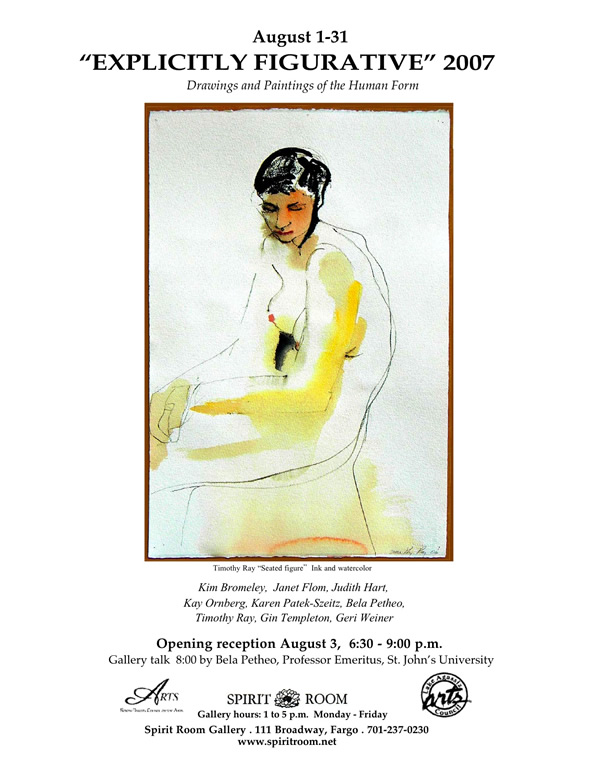 August 1-31
“EXPLICITLY FIGURATIVE” 2007
Drawings and Paintings of the Human Form
Timothy Ray “Seated figure” Ink and watercolor
Kim Bromeley, Janet Flom, Judith Hart,
Kay Ornberg, Karen Patek-Szeitz, Bela Petheo,
Timothy Ray, Gin Templeton, Geri Weiner
Opening reception August 3, 6:30 - 9:00 p.m.
Gallery talk 8:00 by Bela Petheo, Professor Emeritus, St. John’s University
ARTS
SPIRIT ROOM
Lake Agassiz Arts Council
Gallery hours: 1 to 5 p.m. Monday - Friday
Spirit Room Gallery . 111 Broadway, Fargo . 701-237-0230
www.spiritroom.net